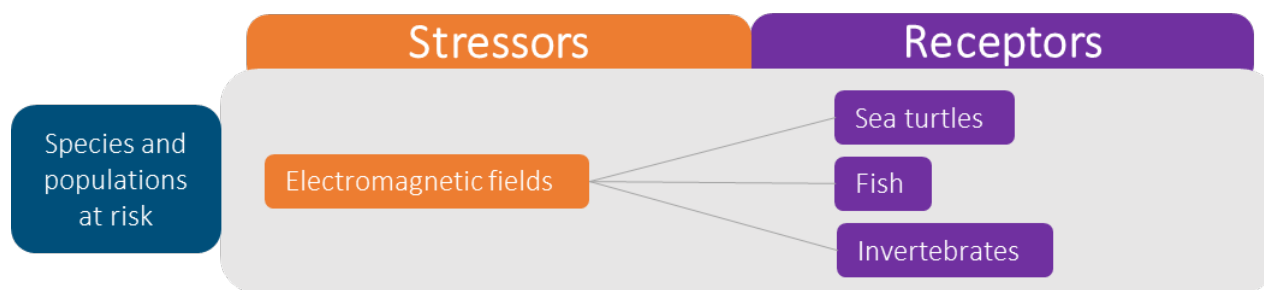 Stressors
Receptors
Species and
populations
at risk
Electromagnetic fields
Sea turtles
Fish
Invertebrates